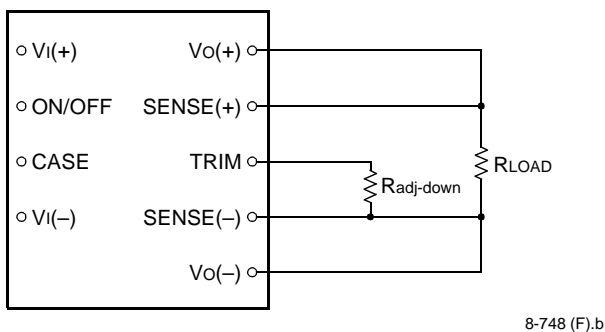 VI(+) VO(+)
ON/OFF SENSE(+)
CASE TRIM RLOAD
Radj-down
VI(–) SENSE(–)
VO(–)
8-748 (F).b